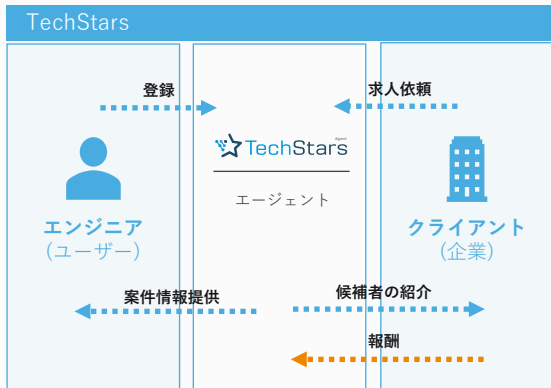 TechStars
登録
求人依頼
Agent
TechStars
エージェント
エンジニア
(ユーザー)
クライアント
(企業)
案件情報提供
候補者の紹介
報酬